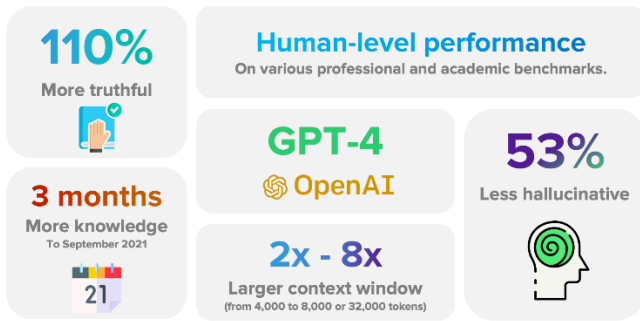 110%
More truthful
Human-level performance
On various professional and academic benchmarks.
GPT-4
OpenAI
53%
Less hallucinative
3 months
More knowledge
To September 2021
21
2x - 8x
Larger context window
(from 4,000 to 8,000 or 32,000 tokens)